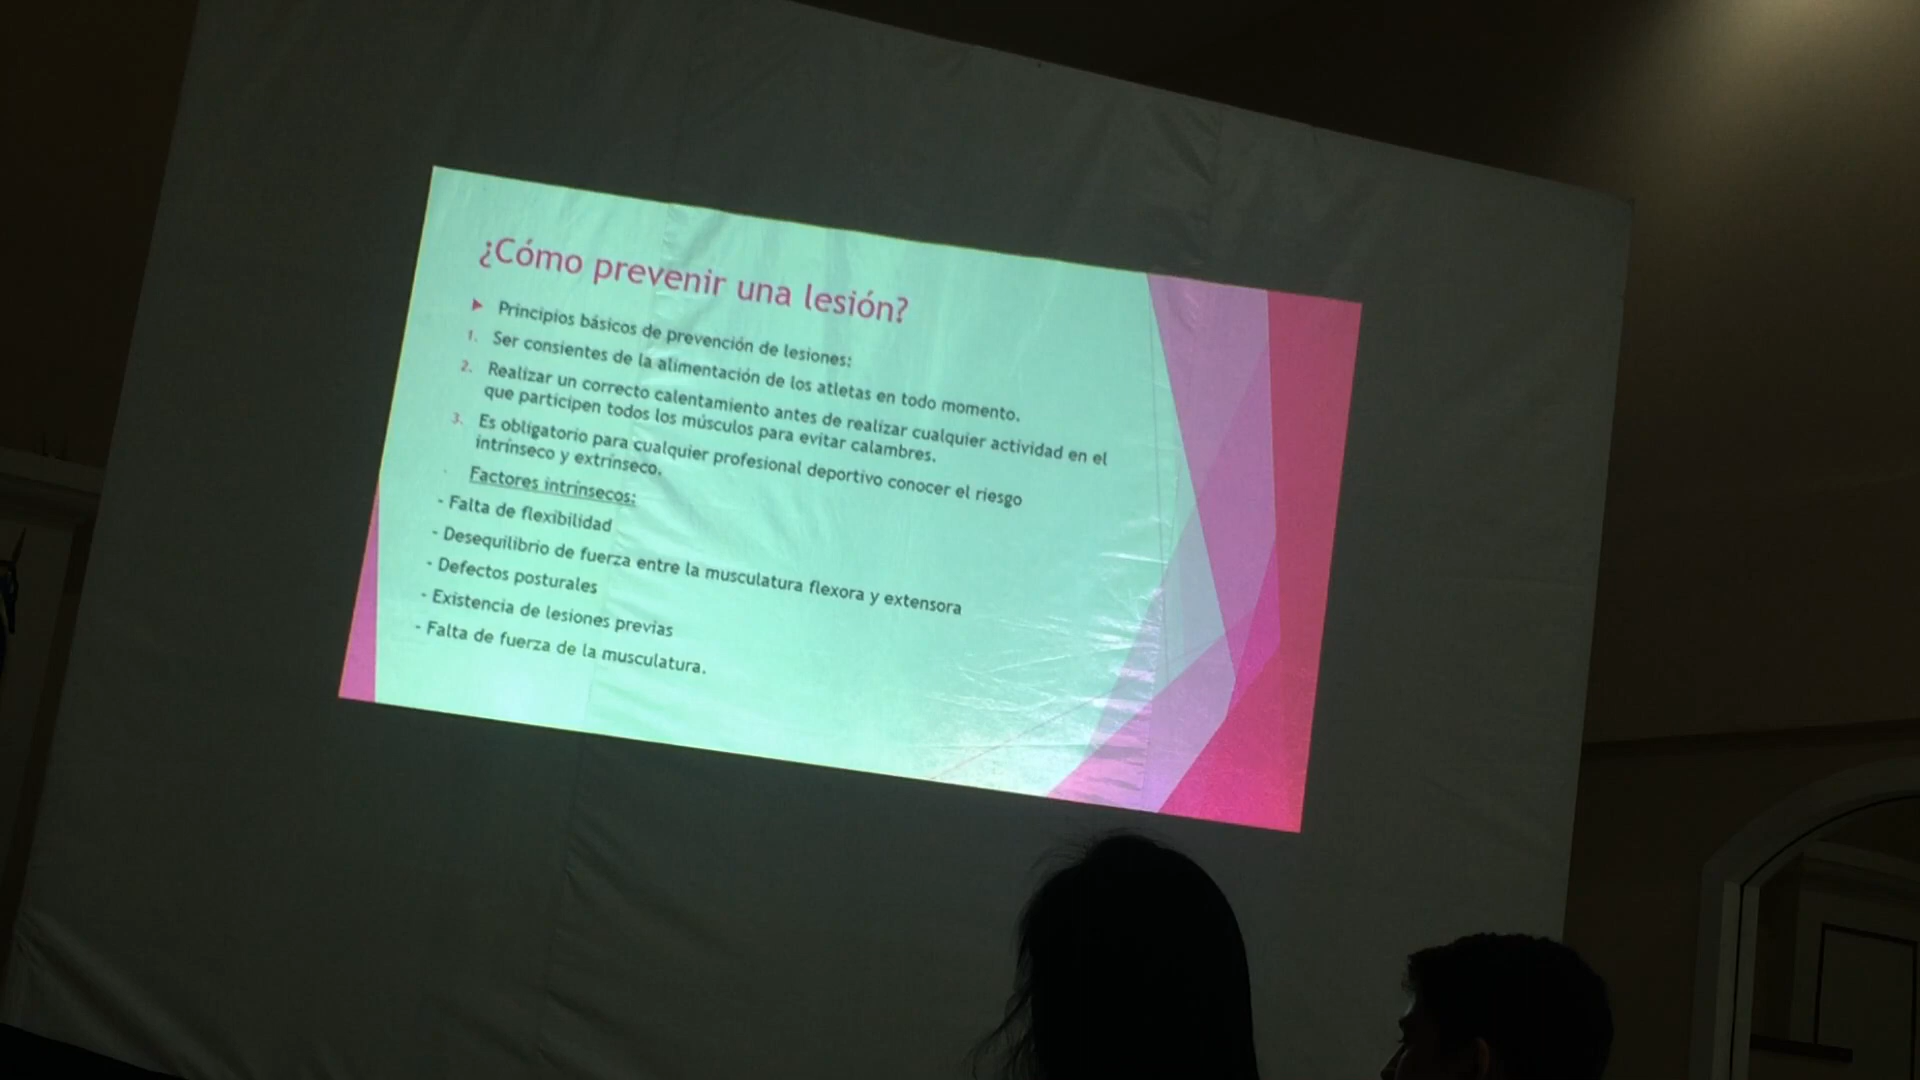 ¿Cómo prevenir una lesión?
▶ Principios básicos de prevención de lesiones:
1. Ser consientes de la alimentación de los atletas en todo momento.
2. Realizar un correcto calentamiento antes de realizar cualquier actividad en el
que participen todos los músculos para evitar calambres.
3. Es obligatorio para cualquier profesional deportivo conocer el riesgo
intrínseco y extrínseco.
Factores intrínsecos:
- Falta de flexibilidad
- Desequilibrio de fuerza entre la musculatura flexora y extensora
- Defectos posturales
- Existencia de lesiones previas
- Falta de fuerza de la musculatura.